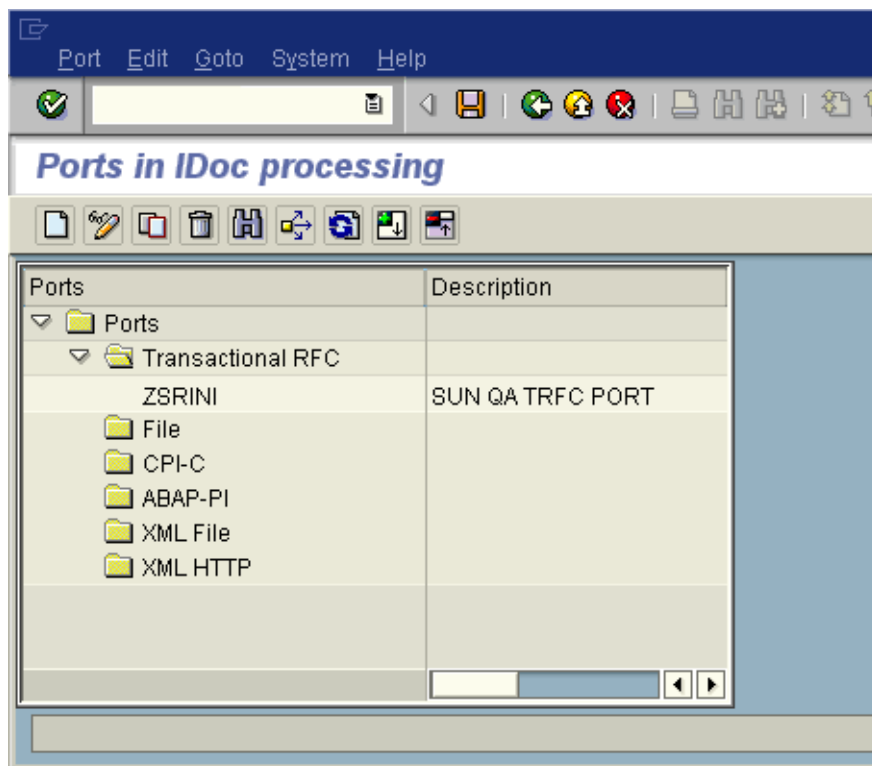 Port Edit Goto System Help
Ports in IDoc processing
Ports Description
Ports
Transactional RFC
ZSRINI SUN QA TRFC PORT
File
CPI-C
ABAP-PI
XML File
XML HTTP